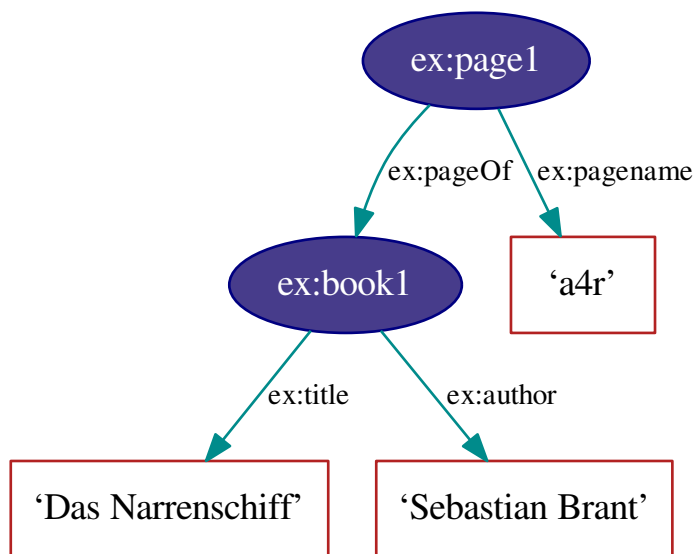 ex:page1
ex:pageOf
ex:pagename
ex:book1
‘a4r’
ex:title
ex:author
‘Das Narrenschiff’
‘Sebastian Brant’